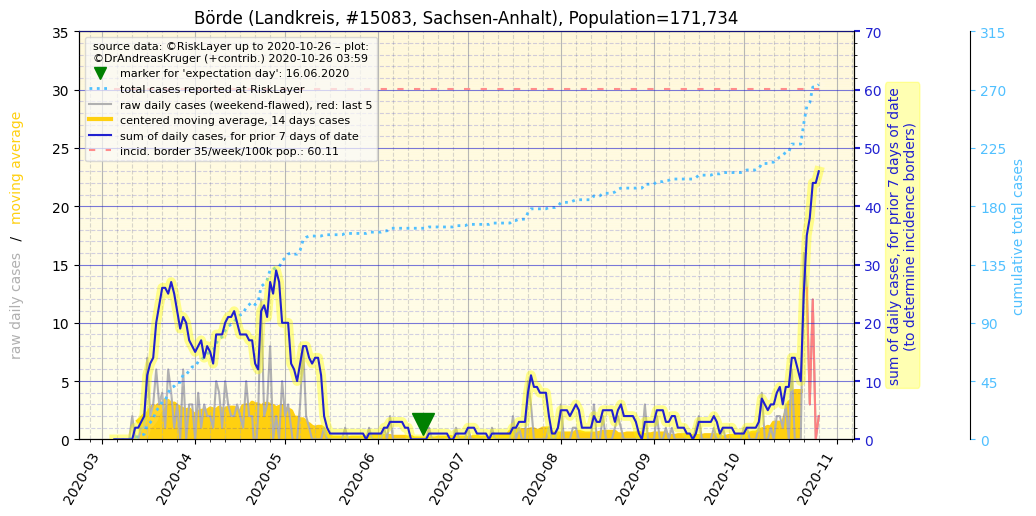 Börde (Landkreis, #15083, Sachsen-Anhalt), Population=171,734
source data: ©RiskLayer up to 2020-10-26 – plot:
©DrAndreasKruger (+contrib.) 2020-10-26 03:59
marker for 'expectation day': 16.06.2020
total cases reported at RiskLayer
raw daily cases (weekend-flawed), red: last 5
centered moving average, 14 days cases
sum of daily cases, for prior 7 days of date
incid. border 35/week/100k pop.: 60.11
raw daily cases / moving average
35
30
25
20
15
10
5
0
70
60
50
40
30
20
10
0
sum of daily cases, for prior 7 days of date
(to determine incidence borders)
315
270
225
180
135
90
45
0
cumulative total cases
2020-03
2020-04
2020-05
2020-06
2020-07
2020-08
2020-09
2020-10
2020-11